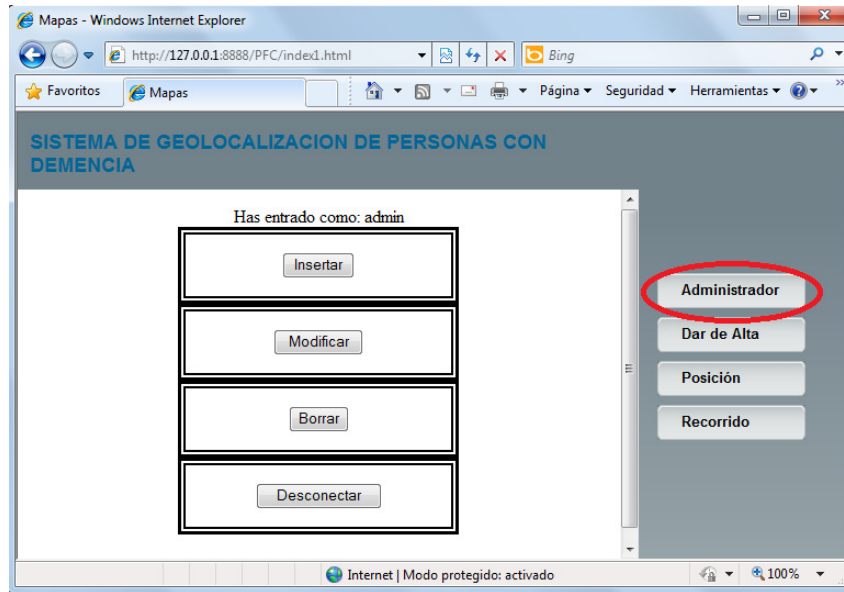 Mapas - Windows Internet Explorer
http://127.0.0.1:8888/PFC/index1.html
Bing
Favoritos
Mapas
Página
Seguridad
Herramientas
SISTEMA DE GEOLOCALIZACION DE PERSONAS CON
DEMENCIA
Has entrado como: admin
Insertar
Modificar
Borrar
Desconectar
Administrador
Dar de Alta
Posición
Recorrido
Internet | Modo protegido: activado
100%